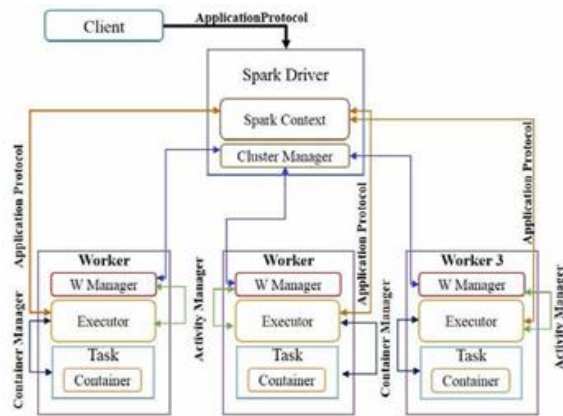 Client
ApplicationProtocol
Spark Driver
Spark Context
Cluster Manager
Application Protocol
Application Protocol
Application Protocol
Worker
W Manager
Executor
Task
Container
Container Manager
Activity Manager
Worker
W Manager
Executor
Task
Container
Container Manager
Worker 3
W Manager
Executor
Task
Container
Activity Manager